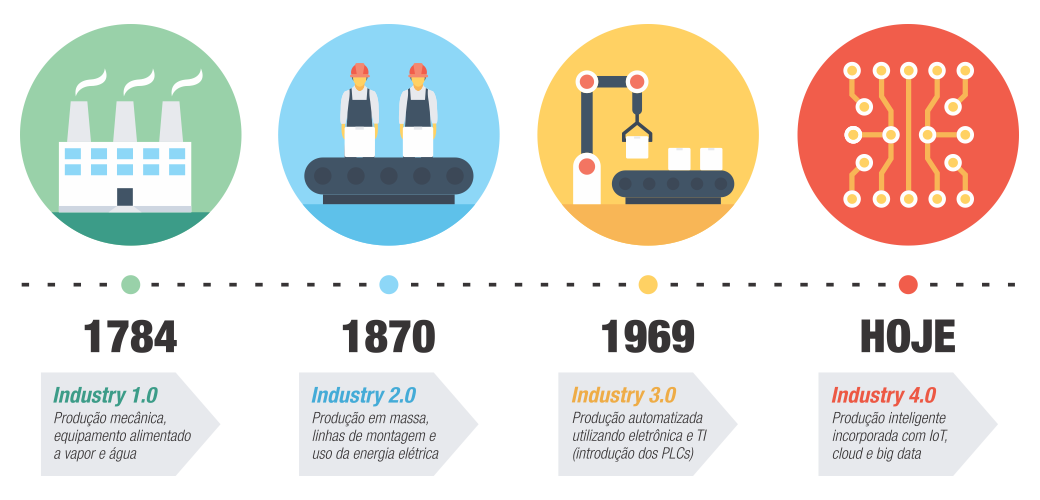 1784
Industry 1.0
Produção mecânica,
equipamento alimentado
a vapor e água
1870
Industry 2.0
Produção em massa,
linhas de montagem e
uso da energia elétrica
1969
Industry 3.0
Produção automatizada
utilizando eletrônica e TI
(introdução dos PLCs)
HOJE
Industry 4.0
Produção inteligente
incorporada com IoT,
cloud e big data